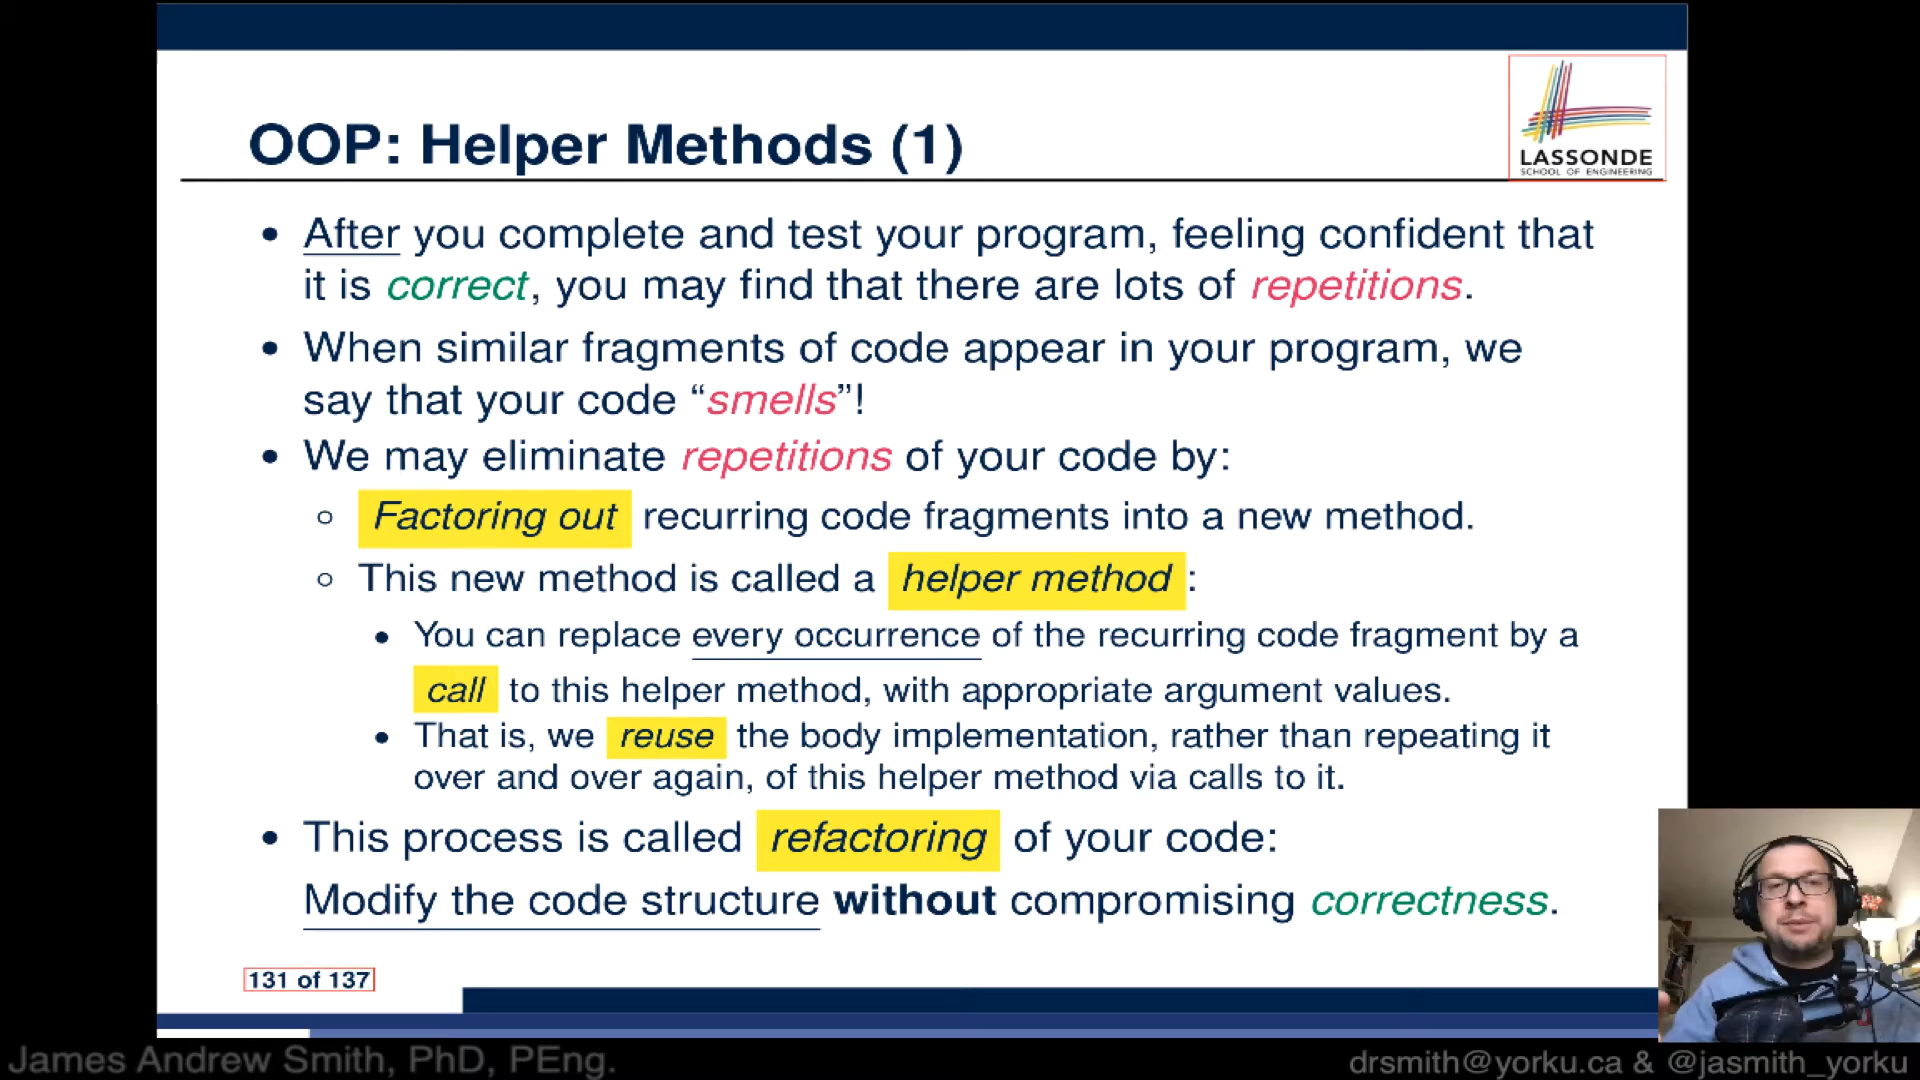 LASSONDE
SCHOOL OF ENGINEERING
OOP: Helper Methods (1)
• After you complete and test your program, feeling confident that
it is correct, you may find that there are lots of repetitions.
• When similar fragments of code appear in your program, we
say that your code “smells”!
• We may eliminate repetitions of your code by:
○ Factoring out recurring code fragments into a new method.
○ This new method is called a helper method :
• You can replace every occurrence of the recurring code fragment by a
call to this helper method, with appropriate argument values.
• That is, we reuse the body implementation, rather than repeating it
over and over again, of this helper method via calls to it.
• This process is called refactoring of your code:
Modify the code structure without compromising correctness.
131 of 137
James Andrew Smith, PhD, PEng.
drsmith@yorku.ca & @jasmith_yorku